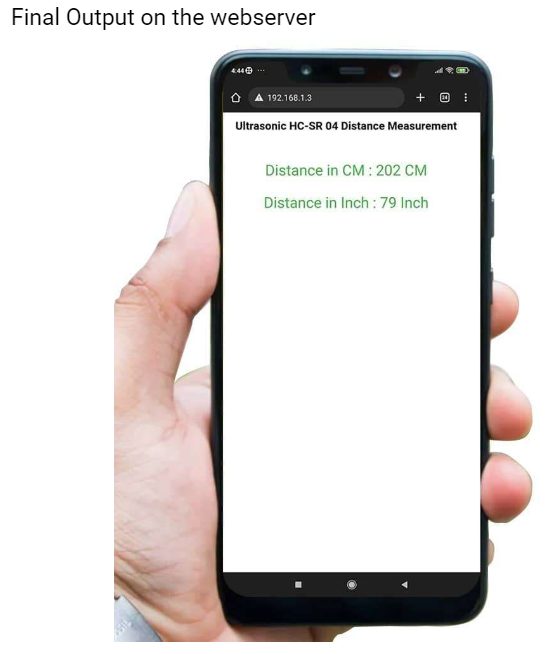 Final Output on the webserver
4:44
192.168.1.3
24
Ultrasonic HC-SR 04 Distance Measurement
Distance in CM : 202 CM
Distance in Inch : 79 Inch